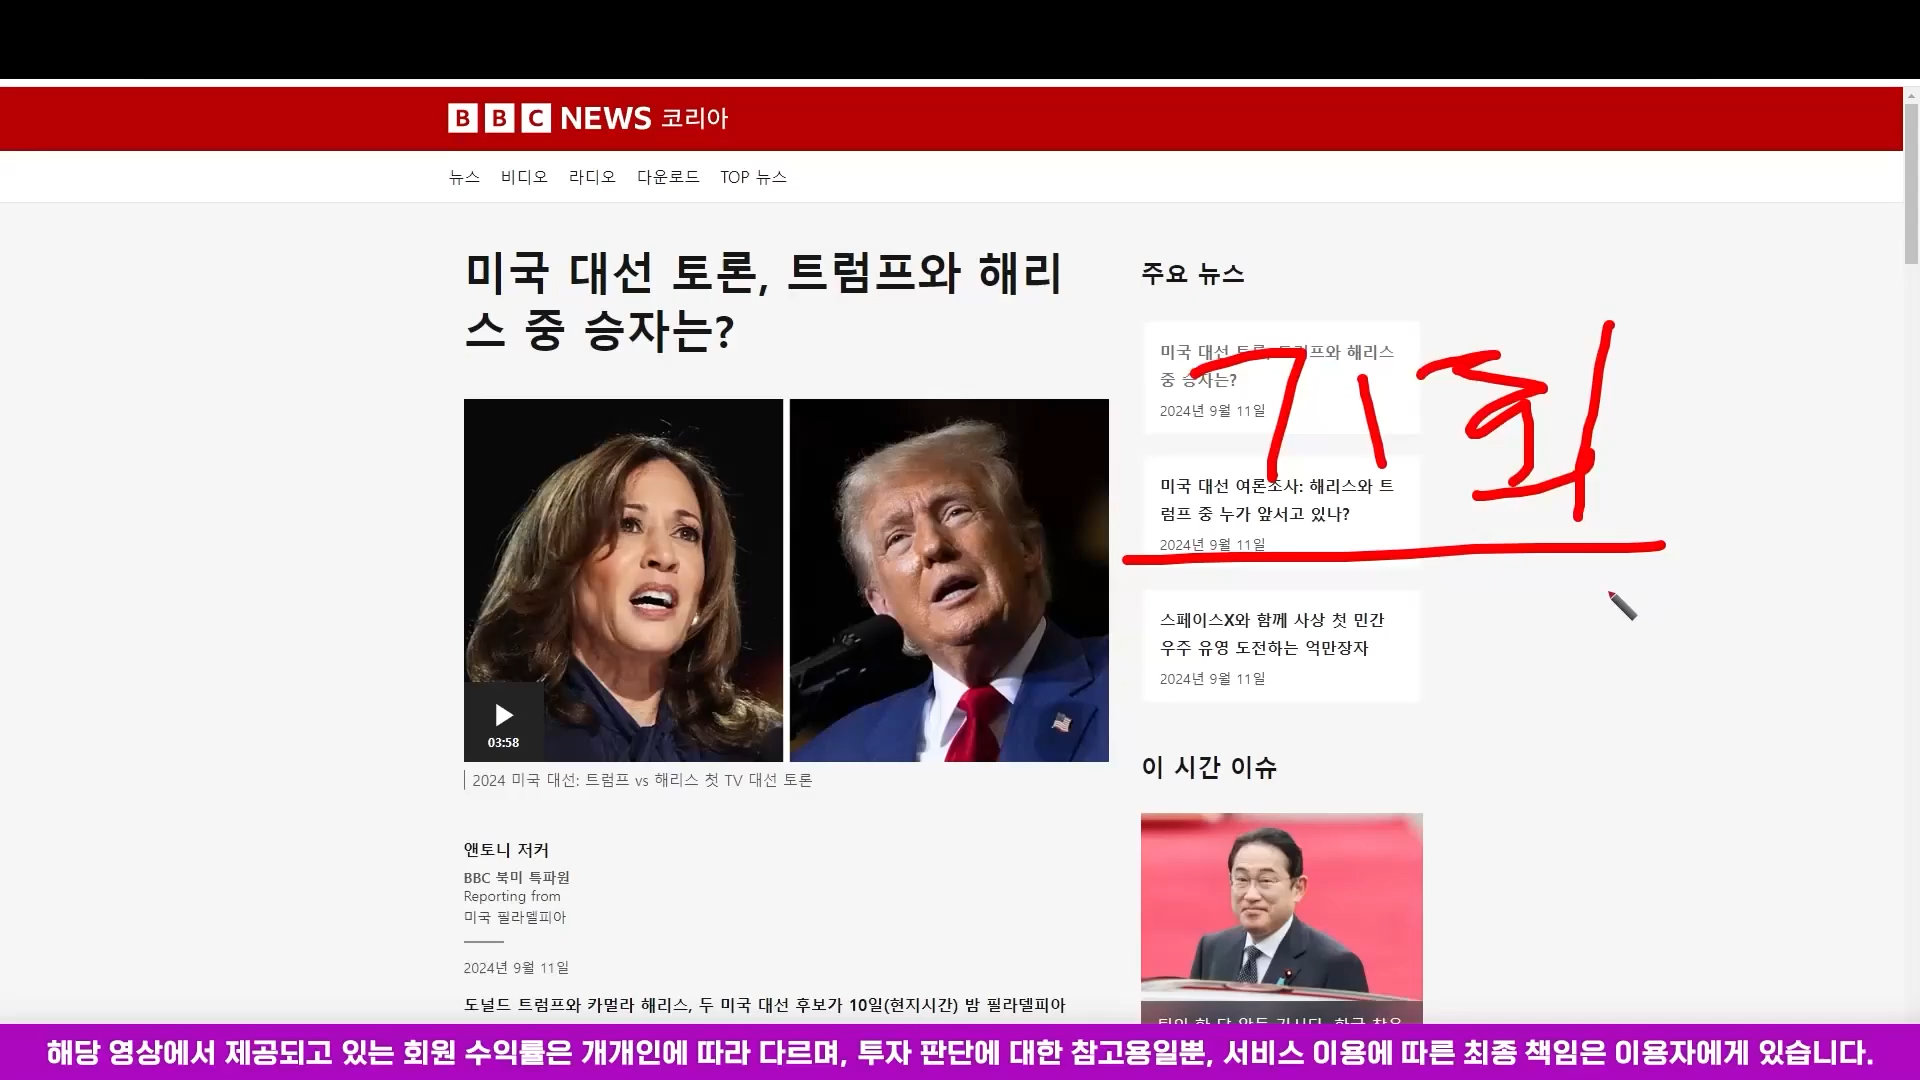 BBC NEWS 코리아
뉴스 비디오 라디오 다운로드 TOP 뉴스
미국 대선 토론, 트럼프와 해리
스 중 승자는?
03:58
2024 미국 대선: 트럼프 vs 해리스 첫 TV 대선 토론
앤토니 저커
BBC 북미 특파원
Reporting from
미국 필라델피아
2024년 9월 11일
도널드 트럼프와 카멀라 해리스, 두 미국 대선 후보가 10일(현지시간) 밤 필라델피아
주요 뉴스
미국 대선 토론, 트럼프와 해리스
중 승자는?
2024년 9월 11일
기회
미국 대선 여론조사: 해리스와 트
럼프 중 누가 앞서고 있나?
2024년 9월 11일
스페이스X와 함께 사상 첫 민간
우주 유영 도전하는 억만장자
2024년 9월 11일
이 시간 이슈
해당 영상에서 제공되고 있는 회원 수익률은 개개인에 따라 다르며, 투자 판단에 대한 참고용일뿐, 서비스 이용에 따른 최종 책임은 이용자에게 있습니다.